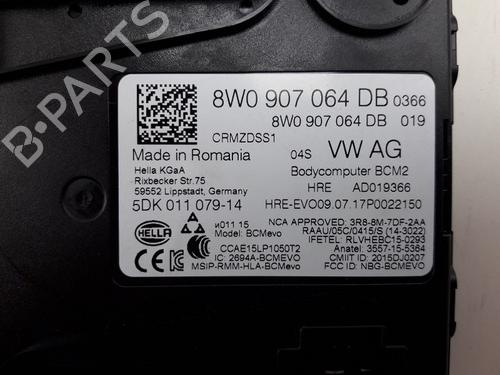 8W0 907 064 DB 0366
8W0 907 064 DB 019
CRMZDSS1
Made in Romania 04S VW AG
Hella KGaA Bodycomputer BCM2
Rixbecker Str.75
59552 Lippstadt, Germany HRE AD019366
5DK 011 079-14 HRE-EVO09.07.17P0022150
HELLA
и011 15 NCA APPROVED: 3R8-8M-7DF-2AA
Model: BCMevo RAAU/05C/0415/S (14-3022)
IFETEL: RLVHEBC15-0293
CCAE15LP1050T2 Anatel: 3557-15-5364
IC: 2694A-BCMEVO CMIIT ID: 2015DJ0207
MSIP-RMM-HLA-BCMevo FCC ID: NBG-BCMEVO
B-Parts